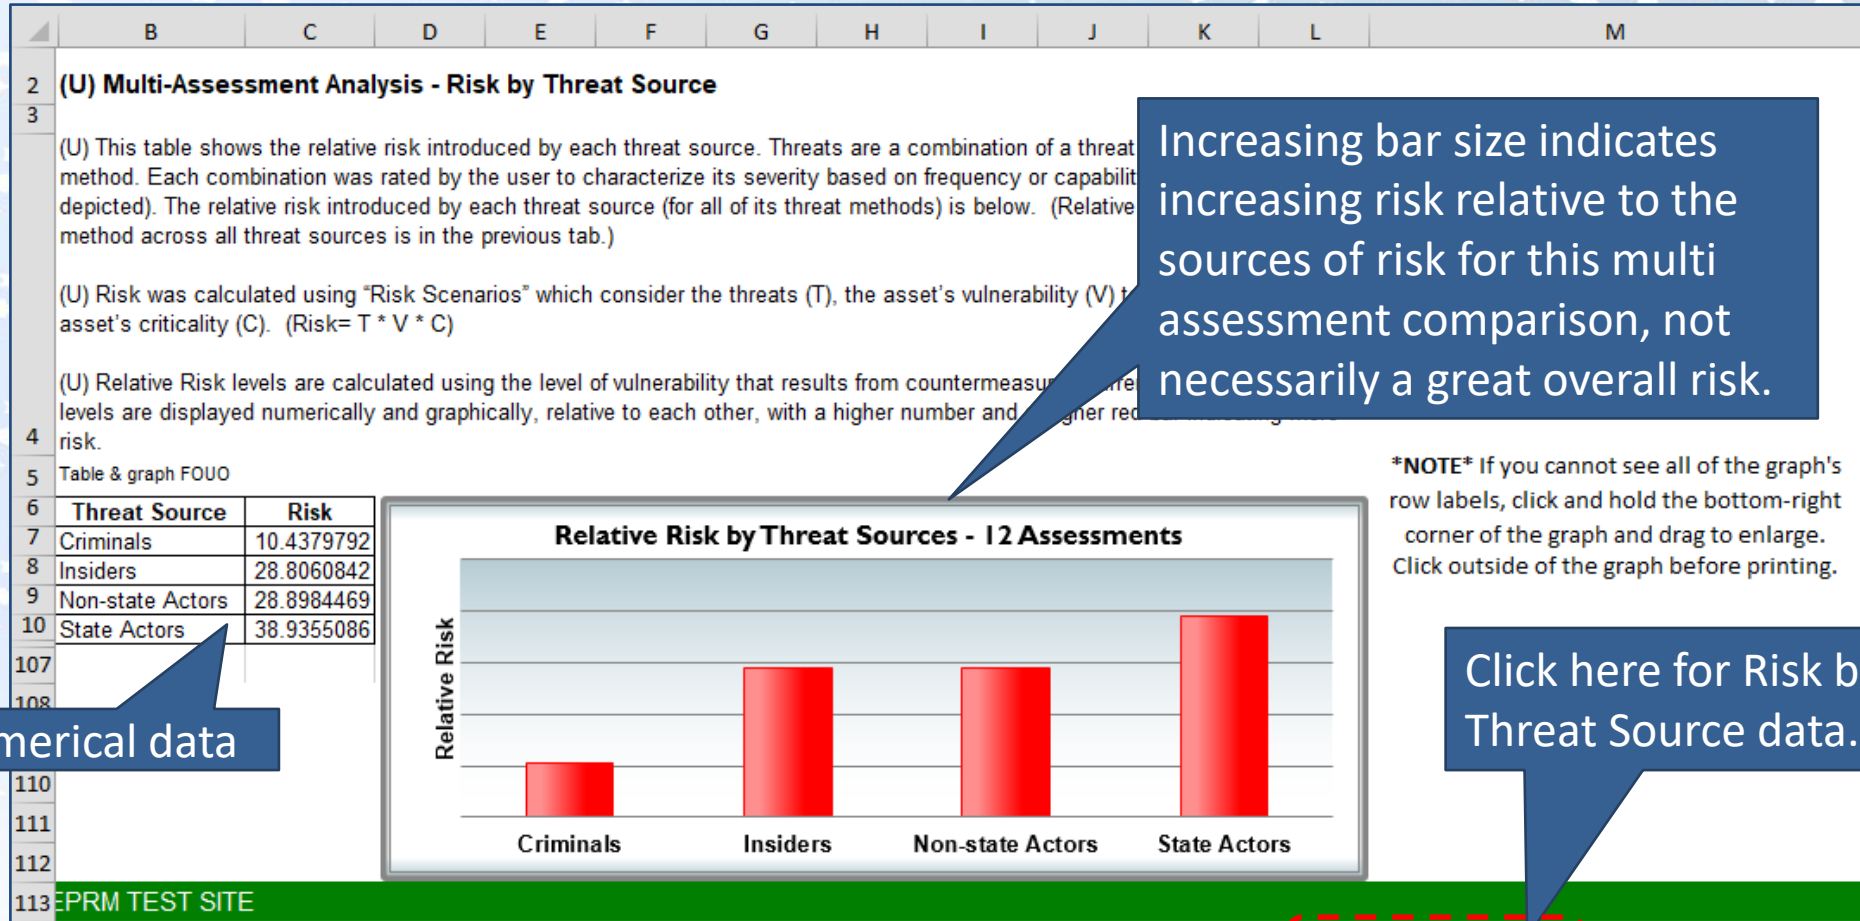 B C D E F G H I J K L M
2 (U) Multi-Assessment Analysis - Risk by Threat Source
3
(U) This table shows the relative risk introduced by each threat source. Threats are a combination of a threat
method. Each combination was rated by the user to characterize its severity based on frequency or
depicted). The relative risk introduced by each threat source (for all of its threat methods) is below. (Relative
method across all threat sources is in the previous tab.)
(U) Risk was calculated using “Risk Scenarios” which consider the threats (T), the asset's vulnerability (V)
asset's criticality (C). (Risk= T * V * C)
(U) Relative Risk levels are calculated using the level of vulnerability that results from
levels are displayed numerically and graphically, relative to each other, with a higher number and
4 risk.
Increasing bar size indicates
increasing risk relative to the
sources of risk for this multi
assessment comparison, not
necessarily a great overall risk.
5 Table & graph FOUO
6 Threat Source Risk
7 Criminals 10.4379792
8 Insiders 28.8060842
9 Non-state Actors 28.8984469
10 State Actors 38.9355086
107
108
merical data
110
111
112
Relative Risk by Threat Sources - 12 Assessments
Relative Risk
Criminals Insiders Non-state Actors State Actors
*NOTE* If you cannot see all of the graph's
row labels, click and hold the bottom-right
corner of the graph and drag to enlarge.
Click outside of the graph before printing.
Click here for Risk b
Threat Source data.
113 EPRM TEST SITE